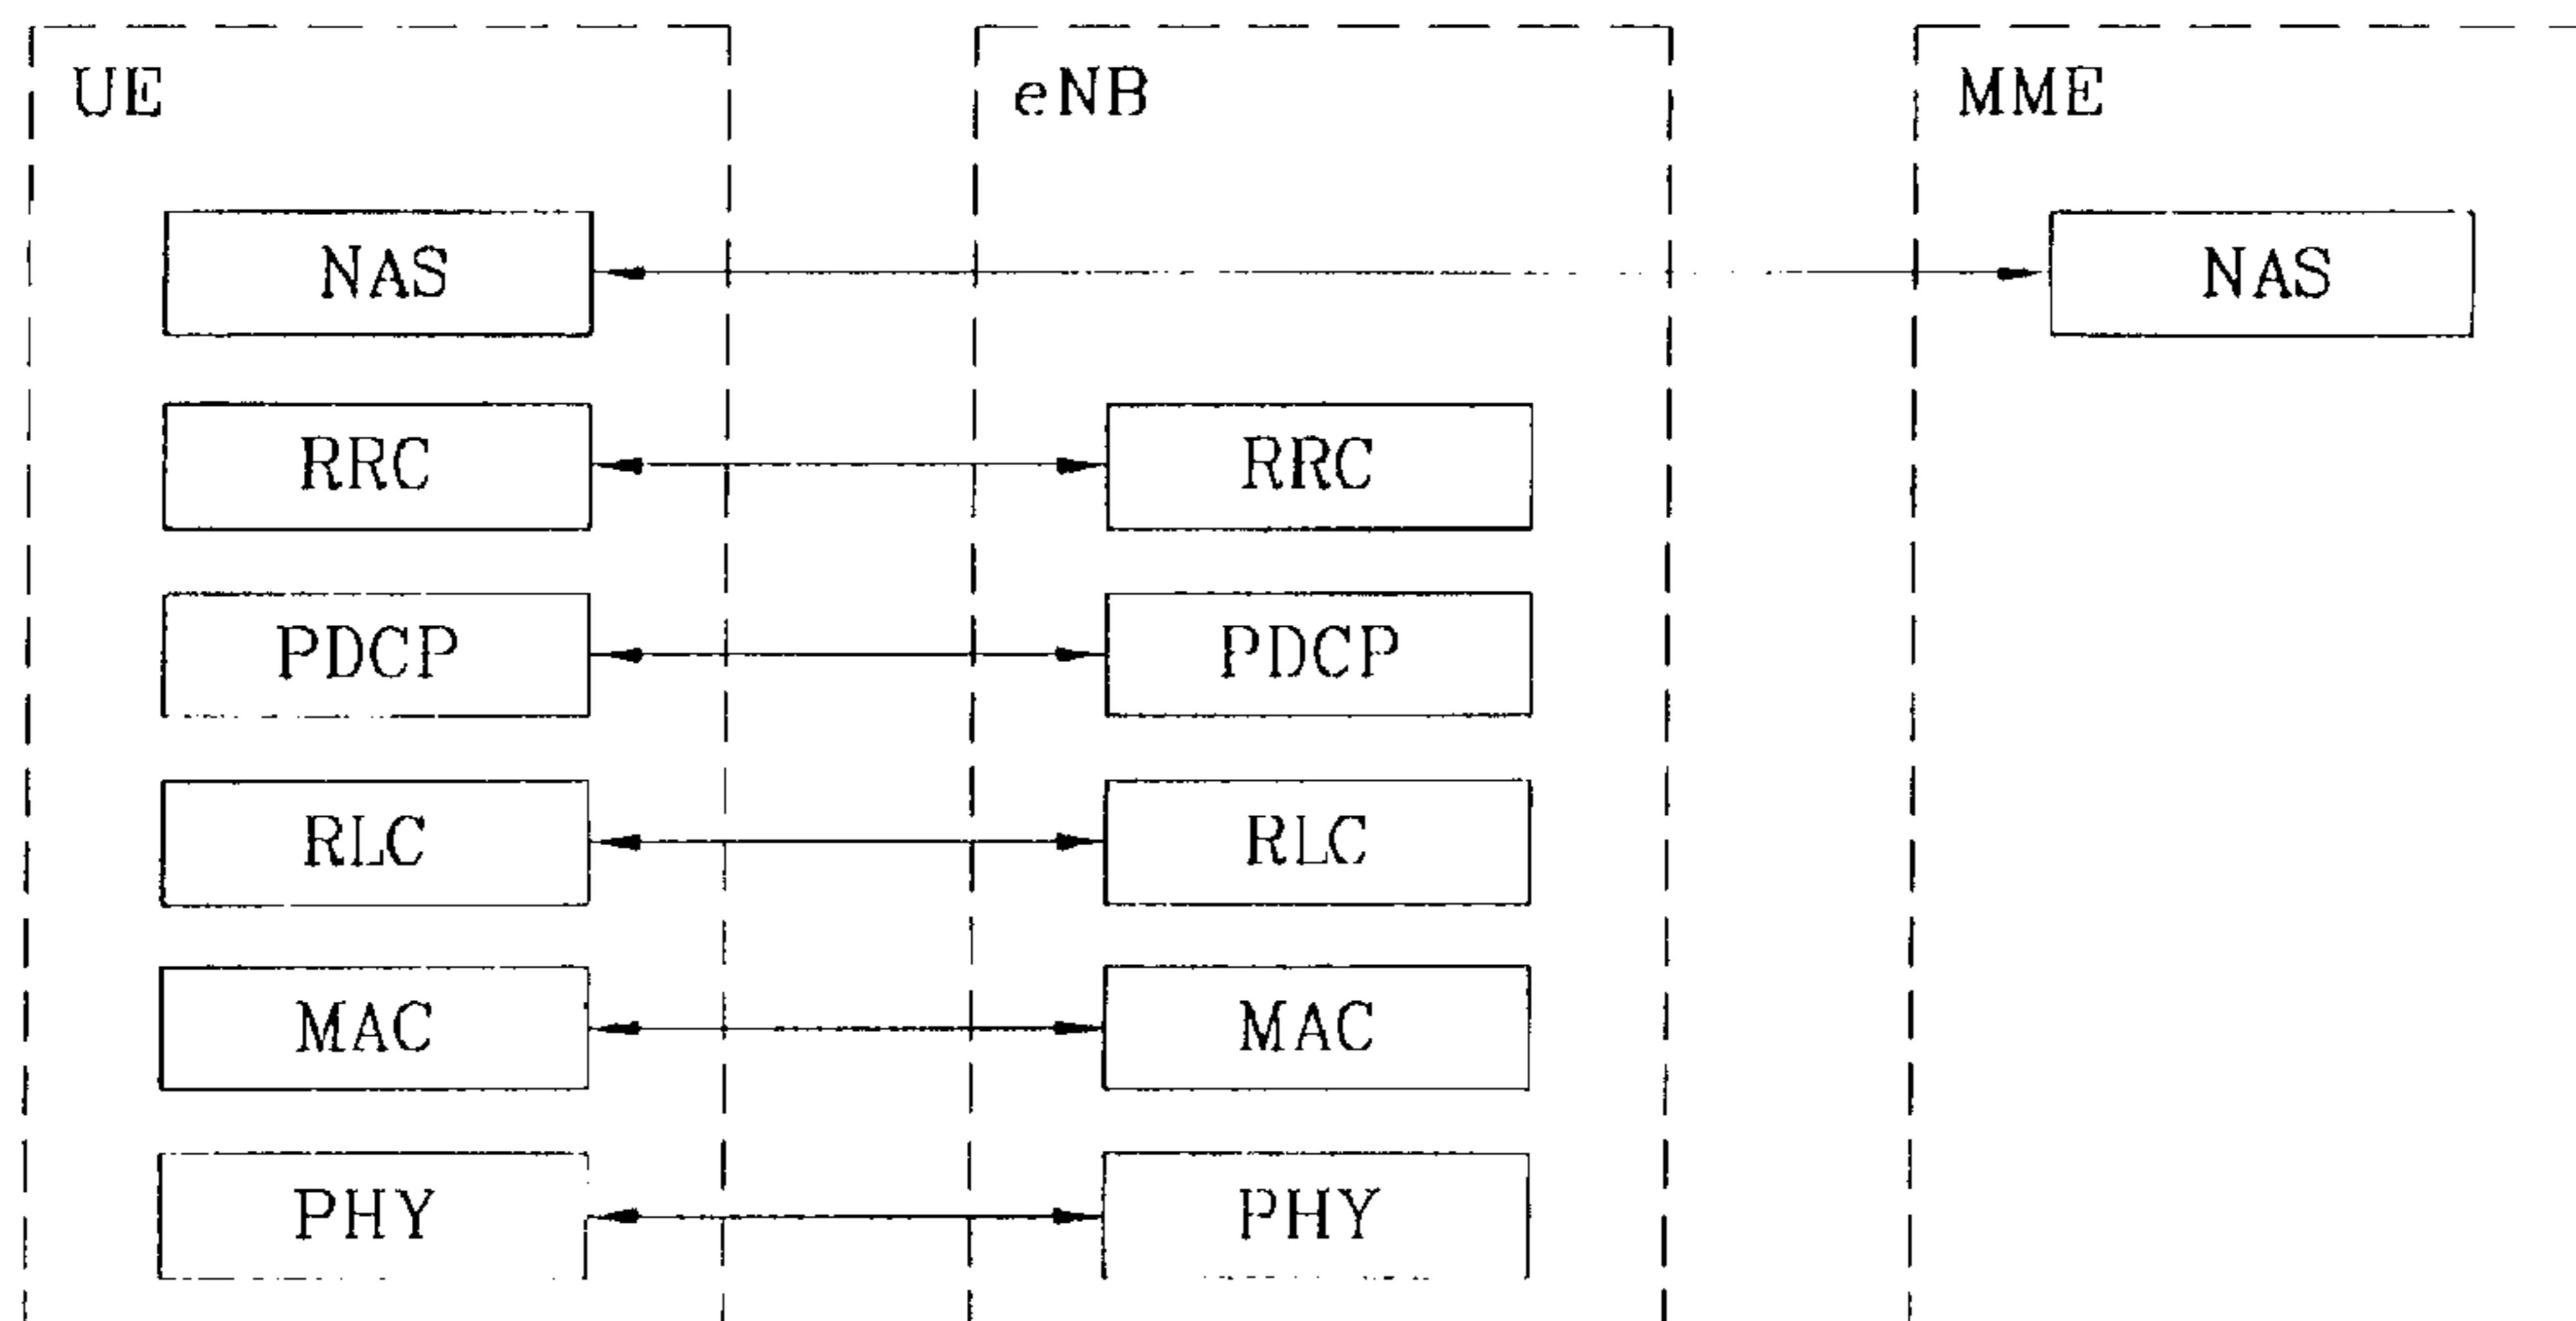 UE eNB MME
NAS NAS
RRC RRC
PDCP PDCP
RLC RLC
MAC MAC
PHY PHY